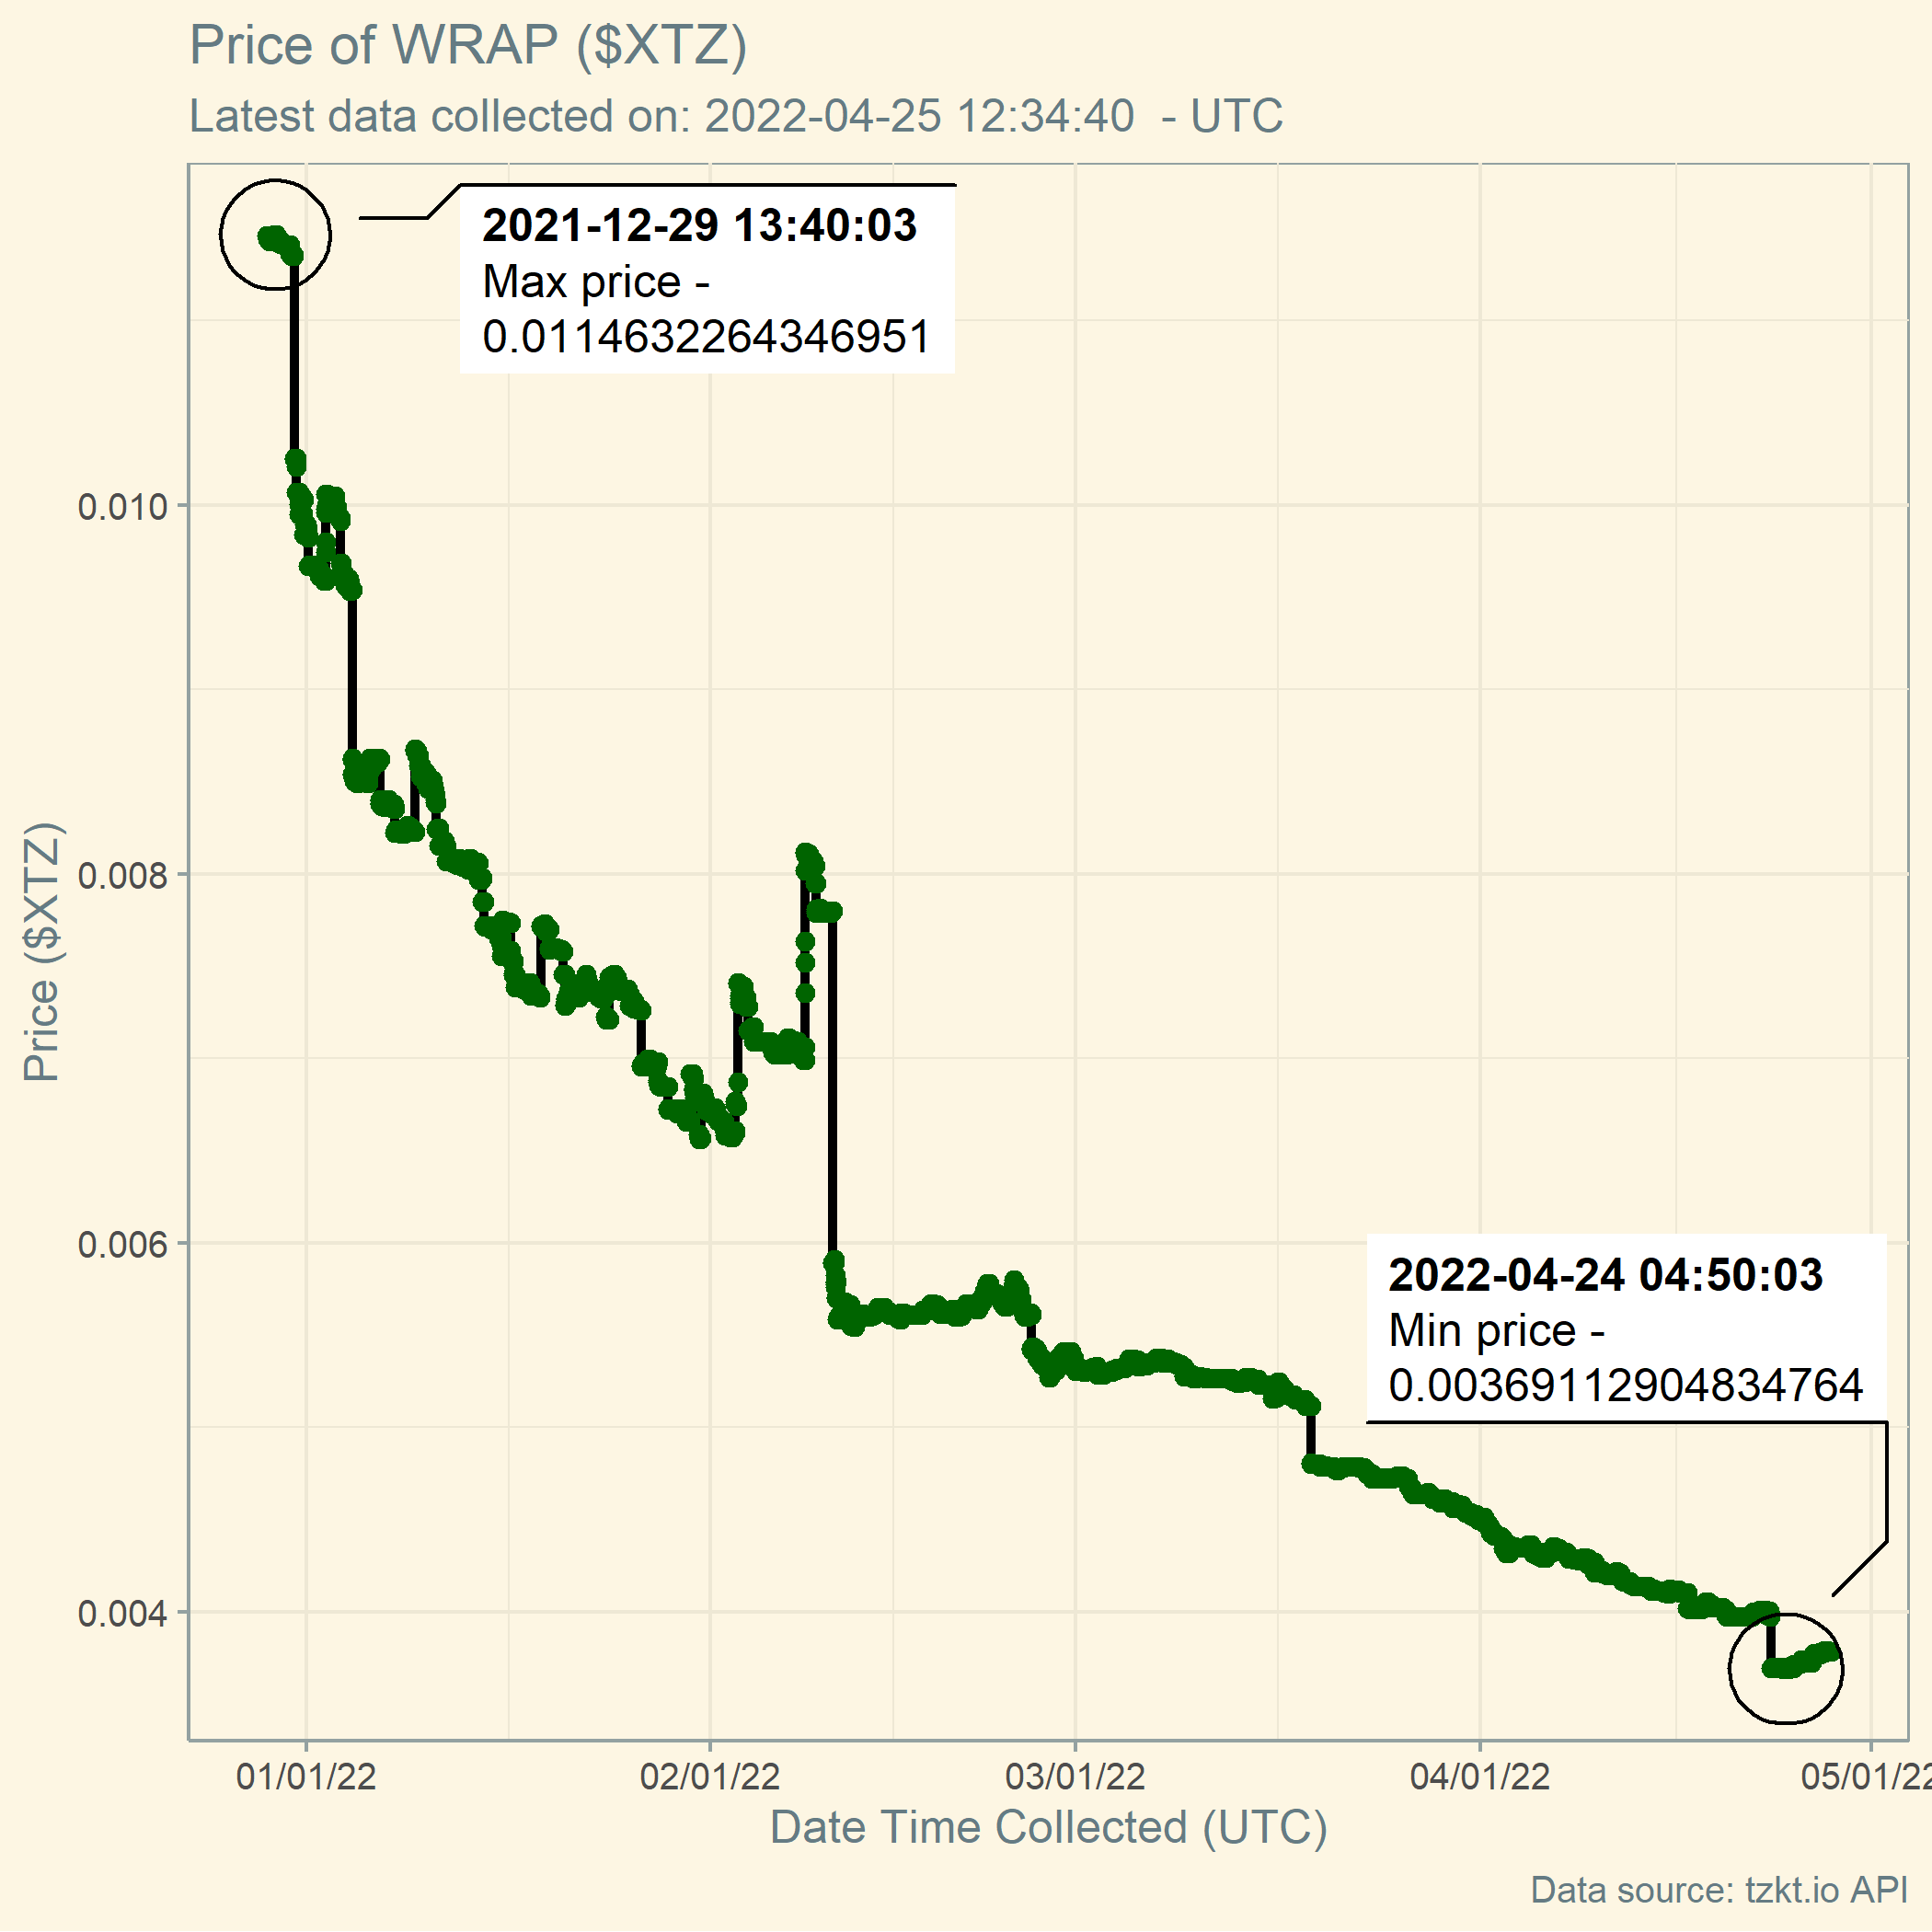 Price of WRAP ($XTZ)
Latest data collected on: 2022-04-25 12:34:40  - UTC
2021-12-29 13:40:03
Max price -
0.0114632264346951
0.010
0.008
0.006
0.004
Price ($XTZ)
2022-04-24 04:50:03
Min price -
0.00369112904834764
01/01/22
02/01/22
03/01/22
04/01/22
05/01/22
Date Time Collected (UTC)
Data source: tzkt.io API